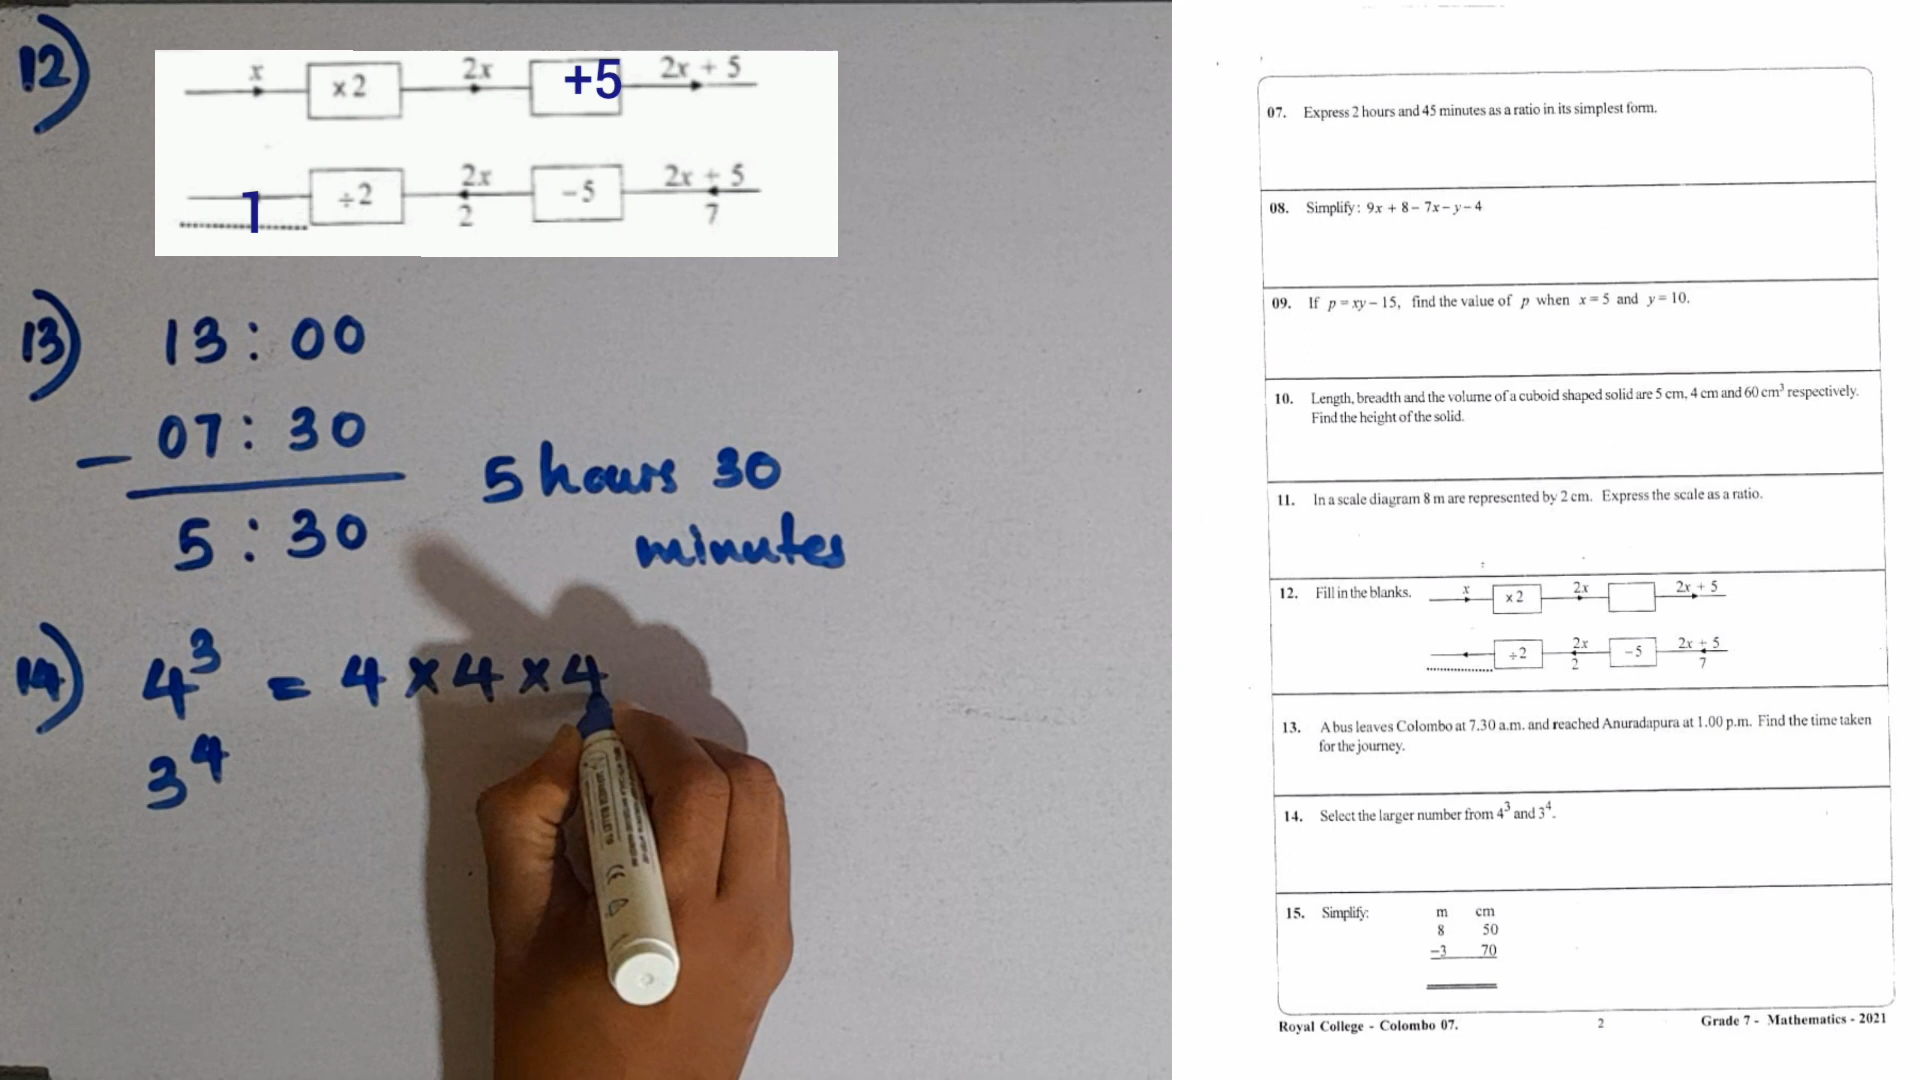 12)
x
× 2
2x
+5
2x + 5
1
÷ 2
2x
2
- 5
2x + 5
7
13) 13 : 00
- 07 : 30
5 : 30
5 hours 30
minutes
14) 4³ = 4 × 4 × 4
3⁴
07. Express 2 hours and 45 minutes as a ratio in its simplest form.
08. Simplify : 9x + 8 – 7x – y – 4
09. If p = xy – 15, find the value of p when x = 5 and y = 10.
10. Length, breadth and the volume of a cuboid shaped solid are 5 cm, 4 cm and 60 cm³ respectively.
Find the height of the solid.
11. In a scale diagram 8 m are represented by 2 cm. Express the scale as a ratio.
12. Fill in the blanks.
x
× 2
2x
2x + 5
÷ 2
2x
2
- 5
2x + 5
7
13. A bus leaves Colombo at 7.30 a.m. and reached Anuradapura at 1.00 p.m. Find the time taken
for the journey.
14. Select the larger number from 4³ and 3⁴.
15. Simplify: m cm
8 50
–3 70
Royal College - Colombo 07. 2 Grade 7 - Mathematics - 2021